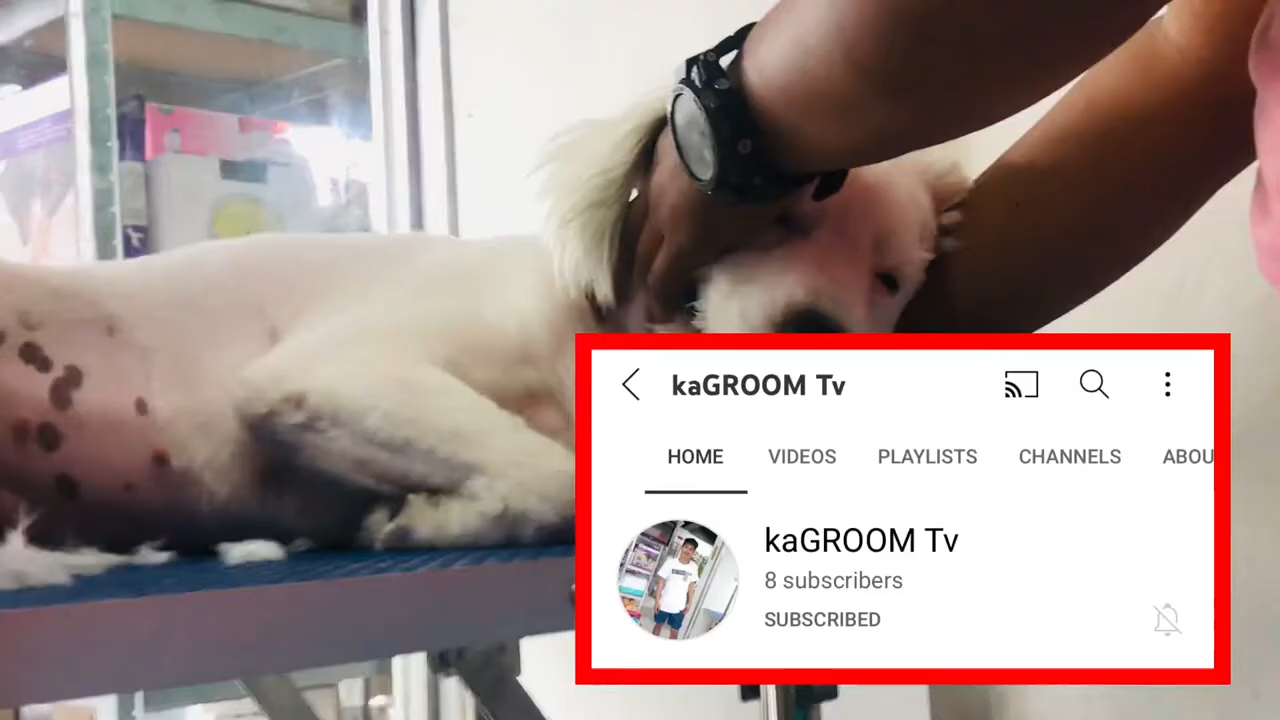 kaGROOM Tv
HOME VIDEOS PLAYLISTS CHANNELS ABOU
kaGROOM Tv
8 subscribers
SUBSCRIBED